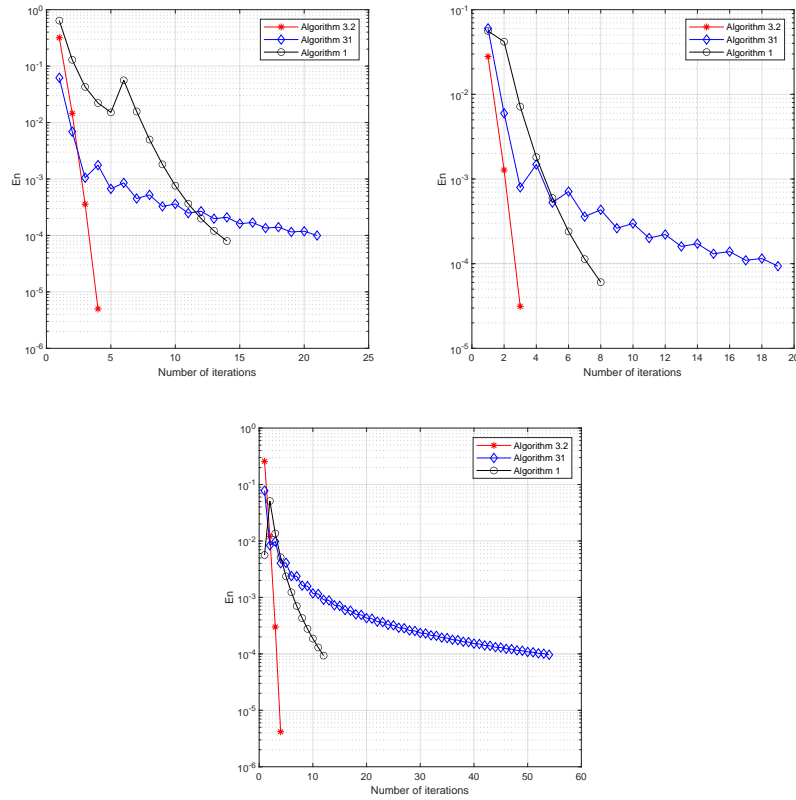 10^0
10^-1
10^-2
10^-3
10^-4
10^-5
10^-6
En
0 5 10 15 20 25
Number of iterations
Algorithm 3.2
Algorithm 31
Algorithm 1
10^-1
10^-2
10^-3
10^-4
10^-5
En
0 2 4 6 8 10 12 14 16 18 20
Number of iterations
Algorithm 3.2
Algorithm 31
Algorithm 1
10^0
10^-1
10^-2
10^-3
10^-4
10^-5
10^-6
En
0 10 20 30 40 50 60
Number of iterations
Algorithm 3.2
Algorithm 31
Algorithm 1